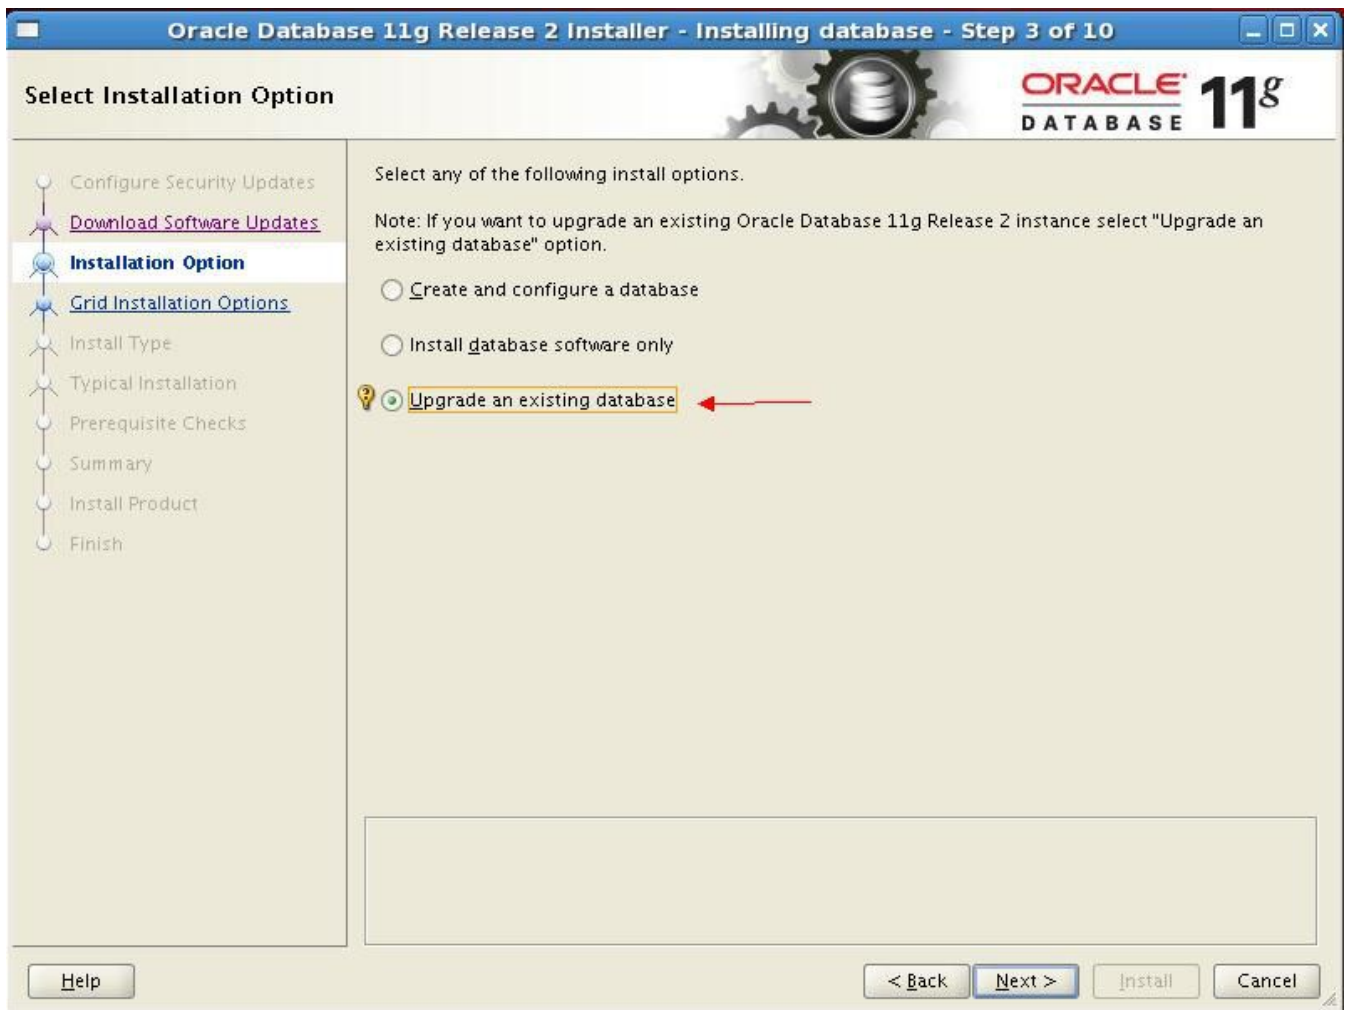 Oracle Database 11g Release 2 Installer - Installing database - Step 3 of 10
Select Installation Option
ORACLE 11g
DATABASE
Configure Security Updates
Download Software Updates
Installation Option
Grid Installation Options
Install Type
Typical Installation
Prerequisite Checks
Summary
Install Product
Finish
Select any of the following install options.
Note: If you want to upgrade an existing Oracle Database 11g Release 2 instance select "Upgrade an
existing database" option.
Create and configure a database
Install database software only
Upgrade an existing database
Help
< Back
Next >
Install
Cancel